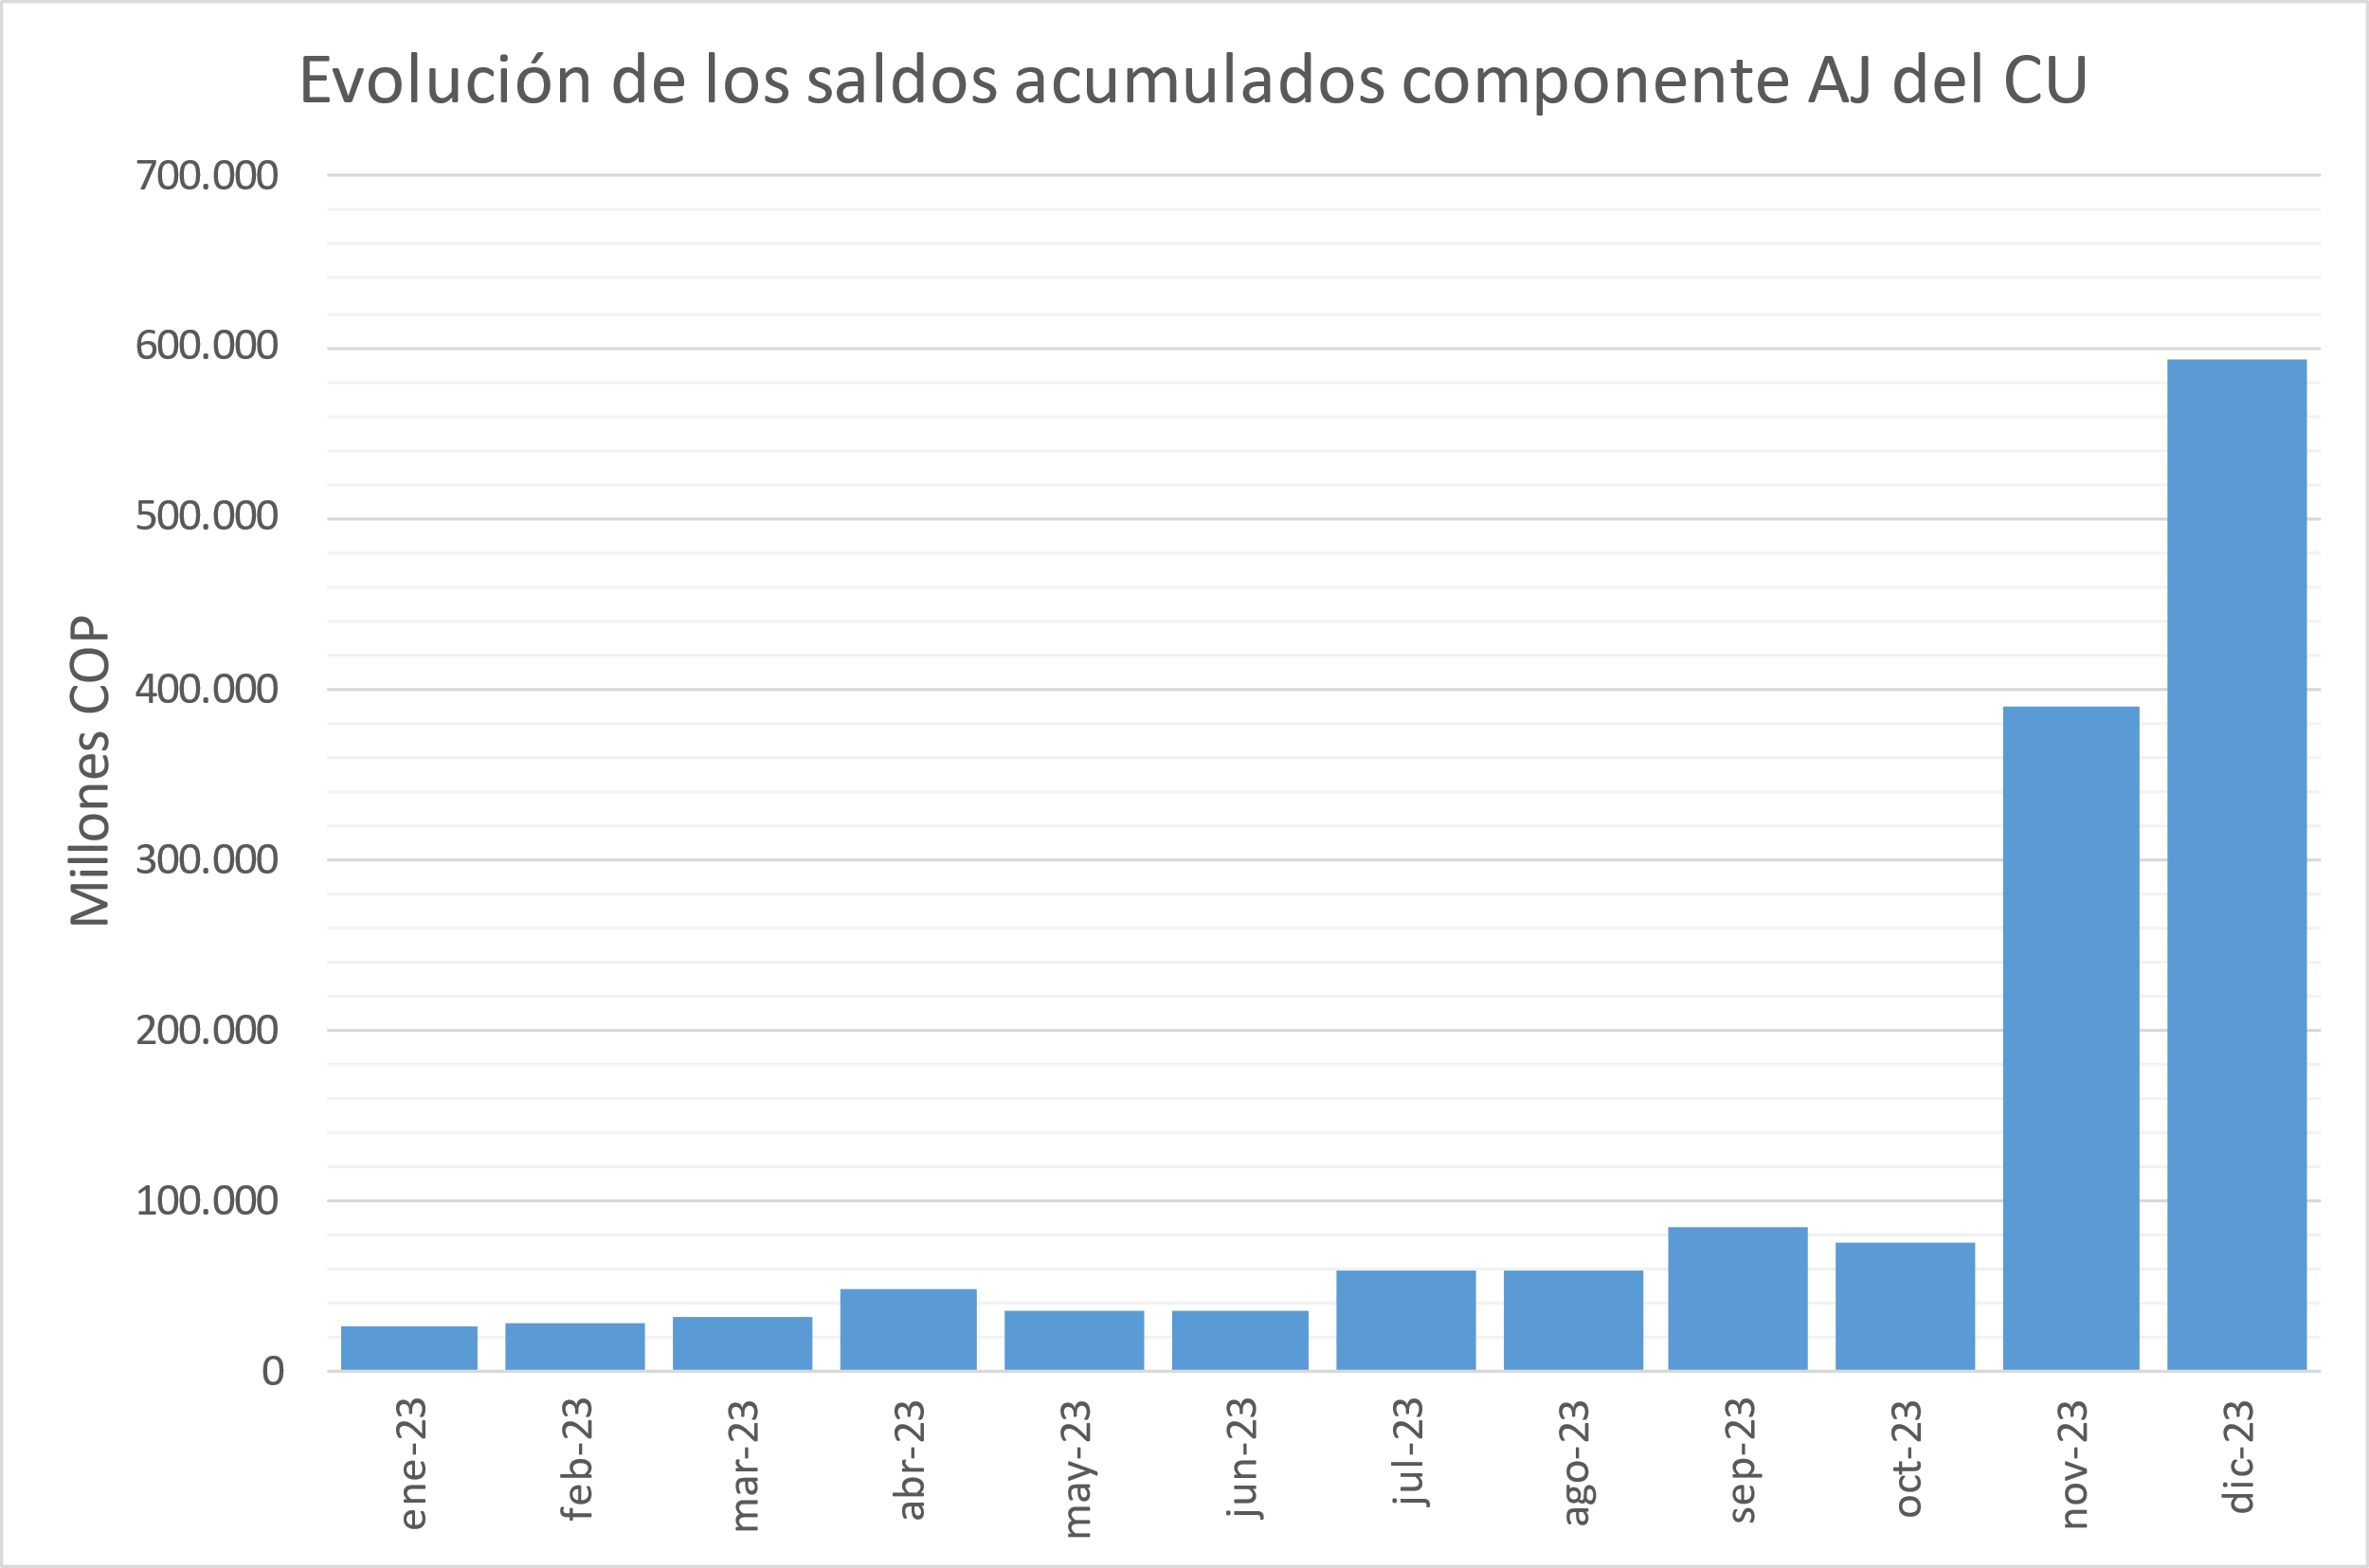 Evolución de los saldos acumulados componente AJ del CU
Millones COP
700.000
600.000
500.000
400.000
300.000
200.000
100.000
0
ene-23
feb-23
mar-23
abr-23
may-23
jun-23
jul-23
ago-23
sep-23
oct-23
nov-23
dic-23